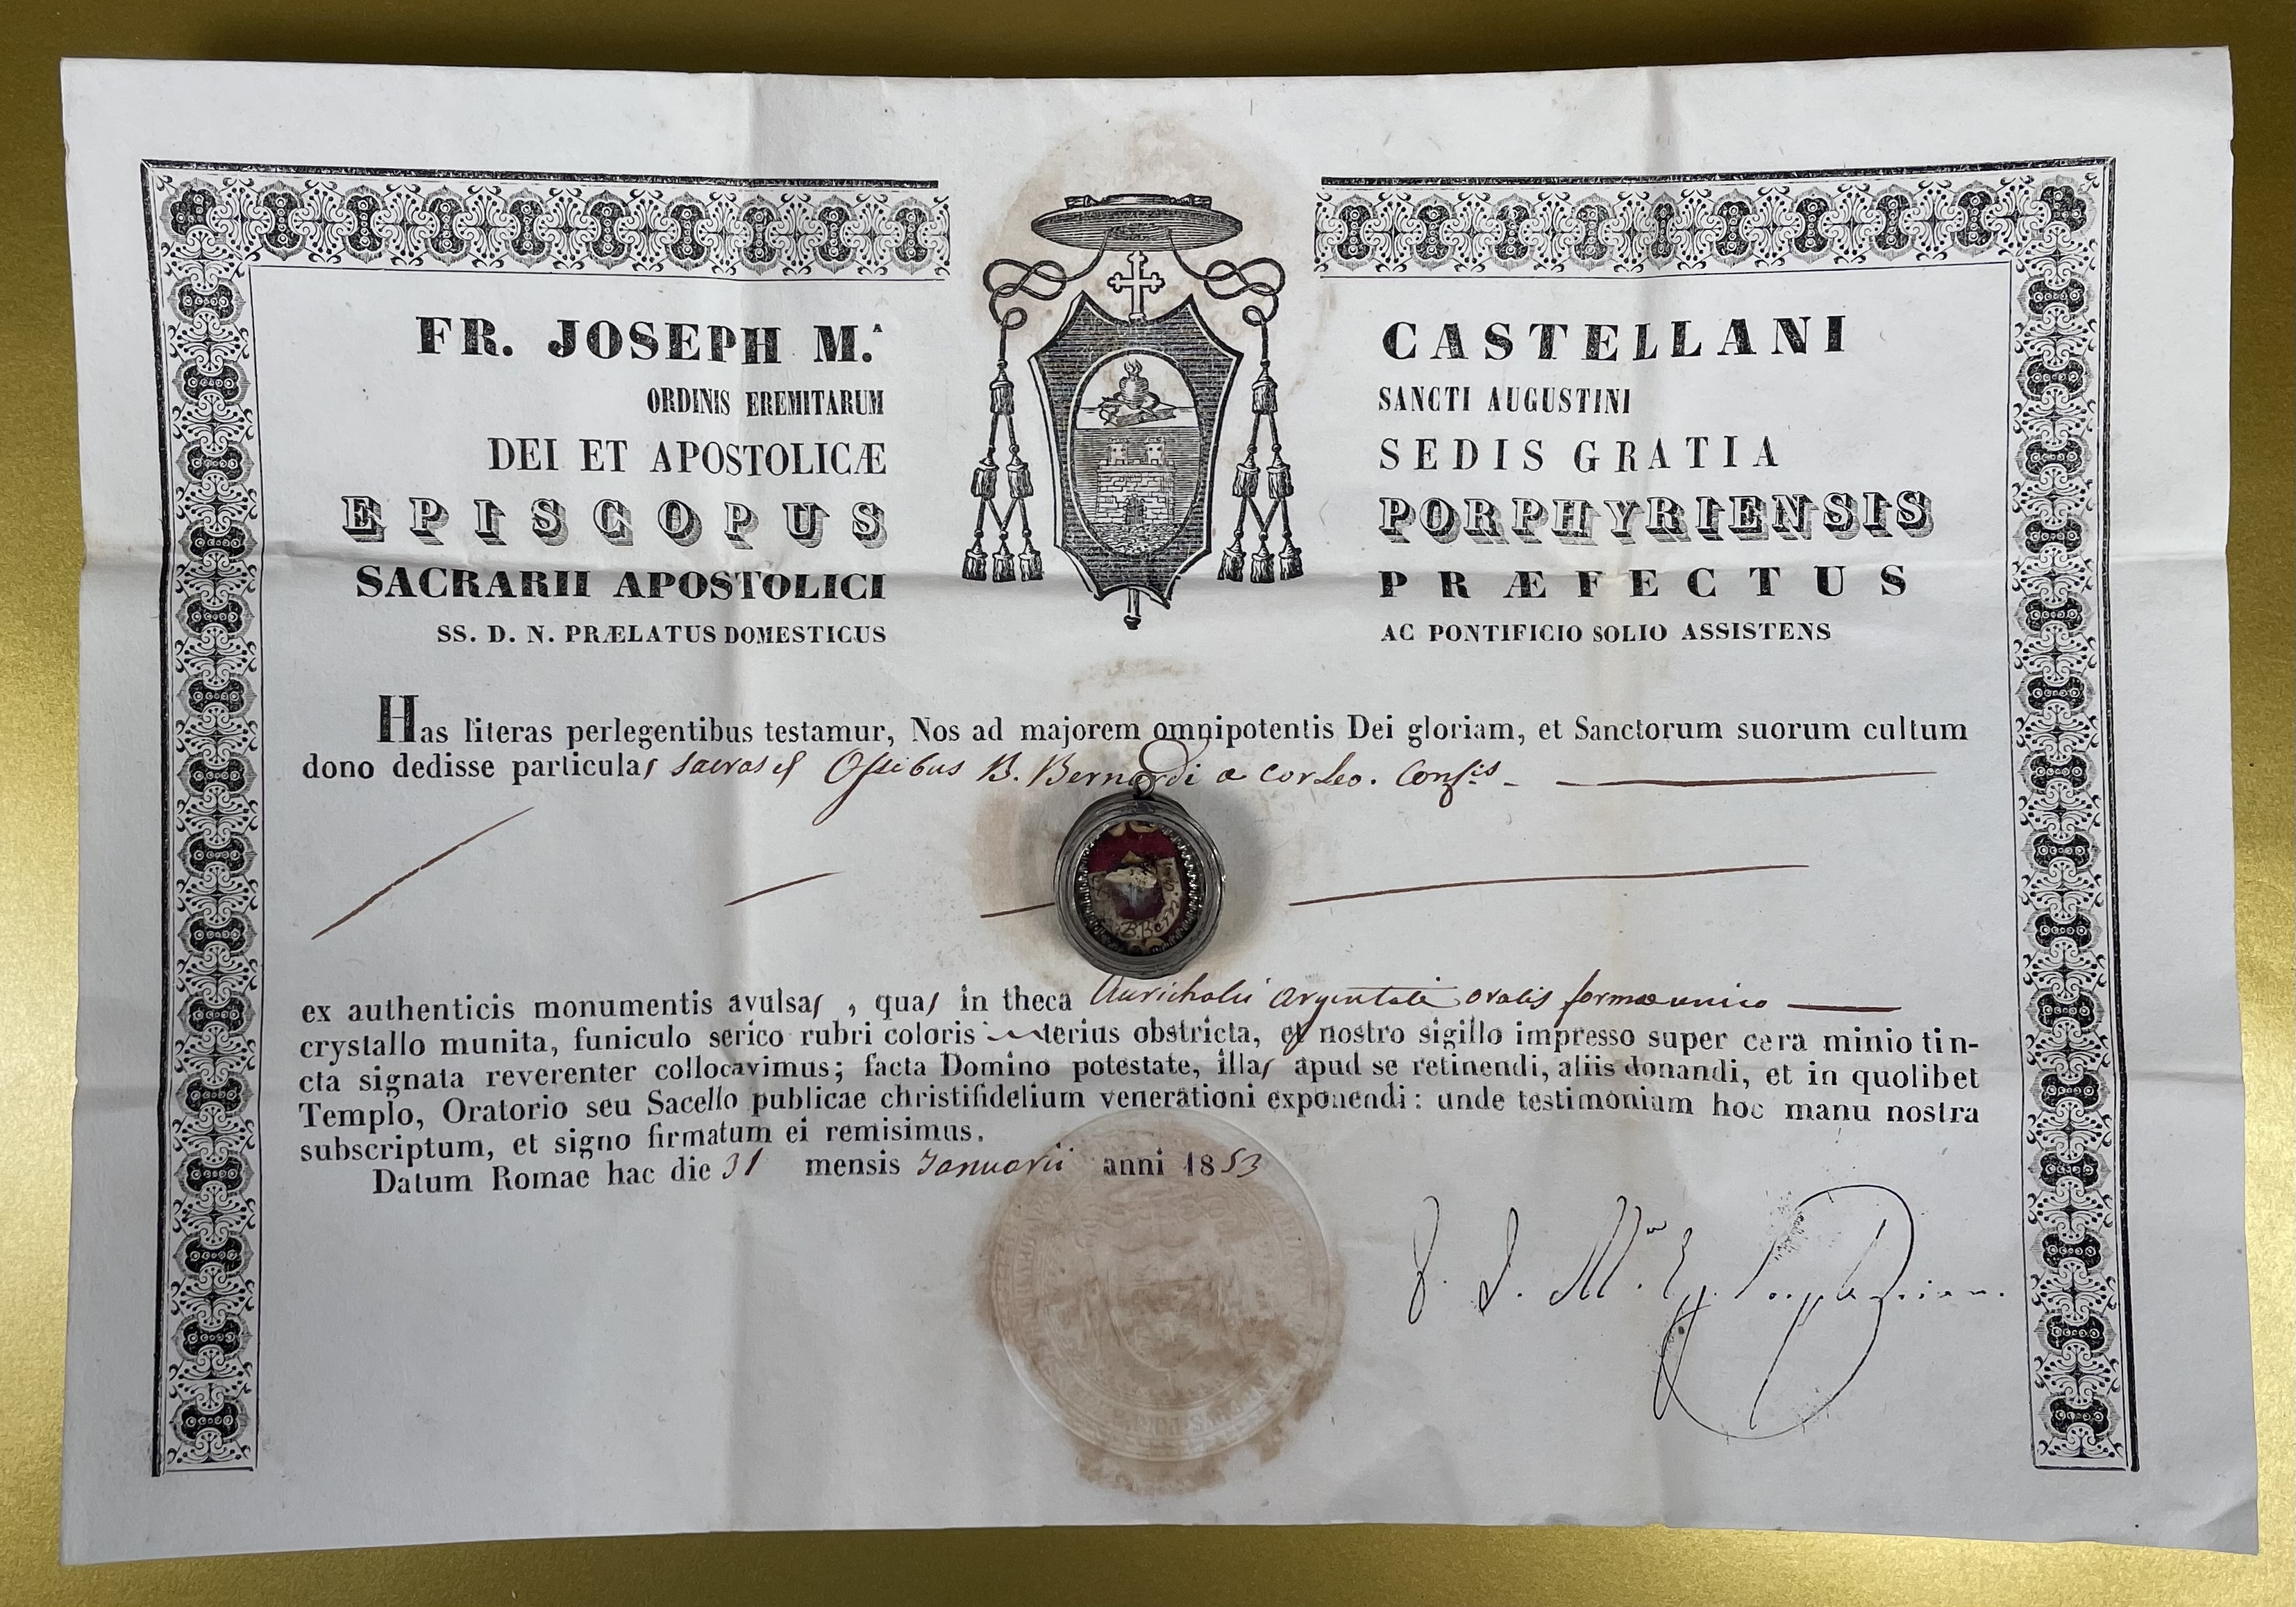 FR. JOSEPH M.ᴬ CASTELLANI
ORDINIS EREMITARUM SANCTI AUGUSTINI
DEI ET APOSTOLICÆ SEDIS GRATIA
EPISCOPUS PORPHYRIENSIS
SACRARII APOSTOLICI PRÆFECTUS
SS. D. N. PRÆLATUS DOMESTICUS AC PONTIFICIO SOLIO ASSISTENS
Has literas perlegentibus testamur, Nos ad majorem omnipotentis Dei gloriam, et Sanctorum suorum cultum
dono dedisse particulas sacras ex Ossibus B. Bernardi a Corleo. Confis
B. Bern.
ex authenticis monumentis avulsas, quas in theca Aurichalci argentati ovalis formæ unico
crystallo munita, funiculo serico rubri coloris terius obstricta, et nostro sigillo impresso super cera minio tin-
cta signata reverenter collocavimus; facta Domino potestate, illas apud se retinendi, aliis donandi, et in quolibet
Templo, Oratorio seu Sacello publicae christifidelium venerationi exponendi: unde testimonium hoc manu nostra
subscriptum, et signo firmatum ei remisimus.
Datum Romae hac die 31 mensis Januarii anni 1853
F. J. M.ª